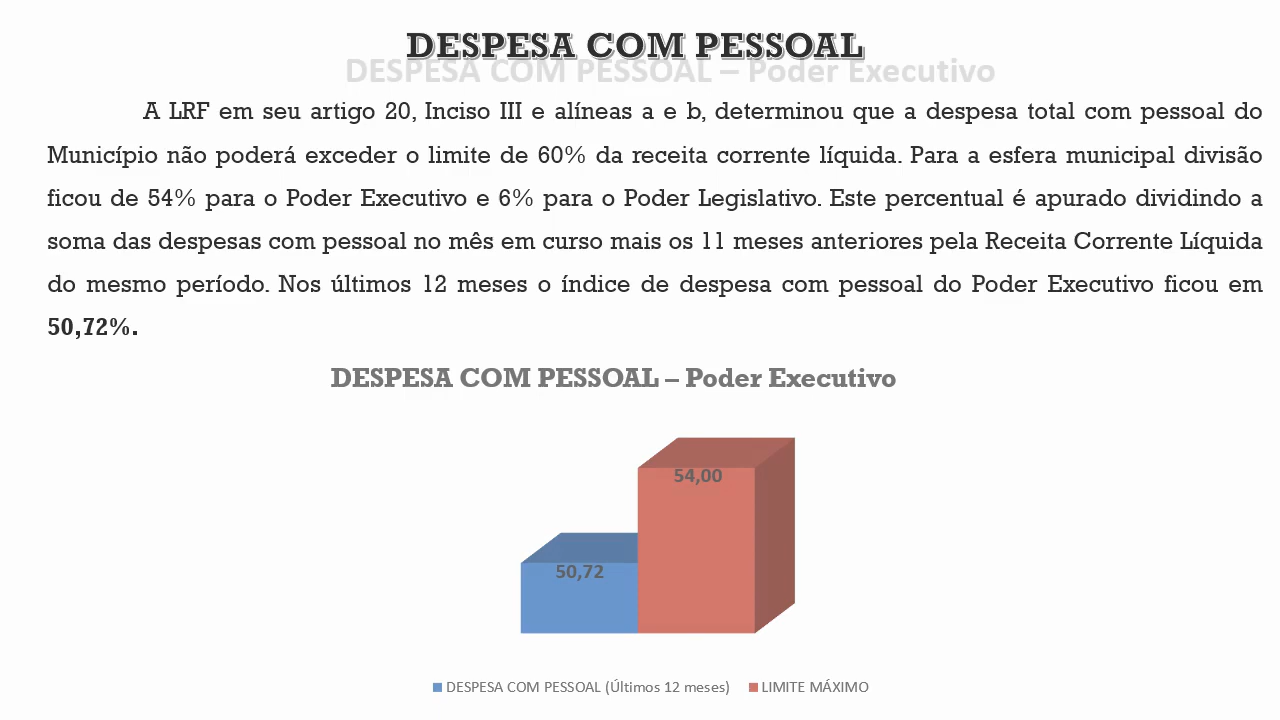 DESPESA COM PESSOAL
DESPESA COM PESSOAL – Poder Executivo
A LRF em seu artigo 20, Inciso III e alíneas a e b, determinou que a despesa total com pessoal do
Município não poderá exceder o limite de 60% da receita corrente líquida. Para a esfera municipal divisão
ficou de 54% para o Poder Executivo e 6% para o Poder Legislativo. Este percentual é apurado dividindo a
soma das despesas com pessoal no mês em curso mais os 11 meses anteriores pela Receita Corrente Líquida
do mesmo período. Nos últimos 12 meses o índice de despesa com pessoal do Poder Executivo ficou em
50,72%.
DESPESA COM PESSOAL – Poder Executivo
54,00
50,72
DESPESA COM PESSOAL (Últimos 12 meses) LIMITE MÁXIMO